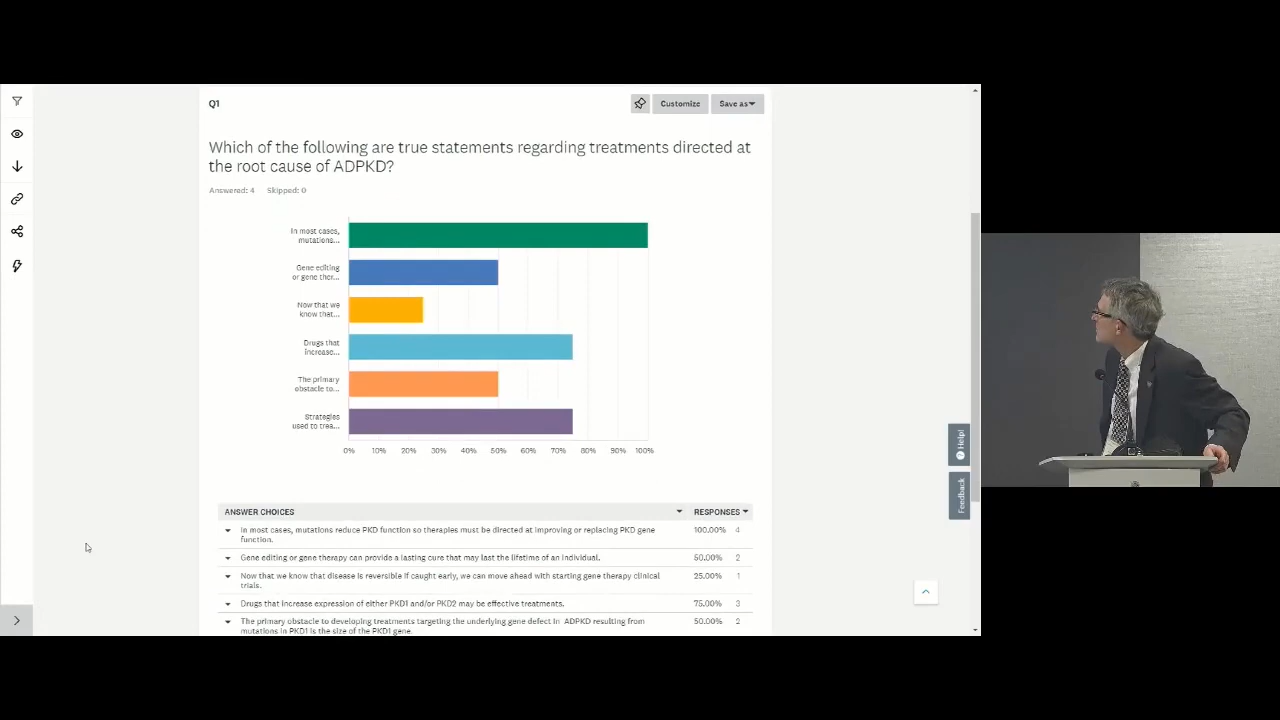 Q1
Customize
Save as
Which of the following are true statements regarding treatments directed at
the root cause of ADPKD?
Answered: 4 Skipped: 0
In most cases,
mutations...
Gene editing
or gene ther...
Now that we
know that...
Drugs that
increase...
The primary
obstacle to...
Strategies
used to trea...
0% 10% 20% 30% 40% 50% 60% 70% 80% 90% 100%
Help!
Feedback
ANSWER CHOICES RESPONSES
In most cases, mutations reduce PKD function so therapies must be directed at improving or replacing PKD gene 100.00% 4
function.
Gene editing or gene therapy can provide a lasting cure that may last the lifetime of an individual. 50.00% 2
Now that we know that disease is reversible if caught early, we can move ahead with starting gene therapy clinical 25.00% 1
trials.
Drugs that increase expression of either PKD1 and/or PKD2 may be effective treatments. 75.00% 3
The primary obstacle to developing treatments targeting the underlying gene defect in ADPKD resulting from 50.00% 2
mutations in PKD1 is the size of the PKD1 gene.